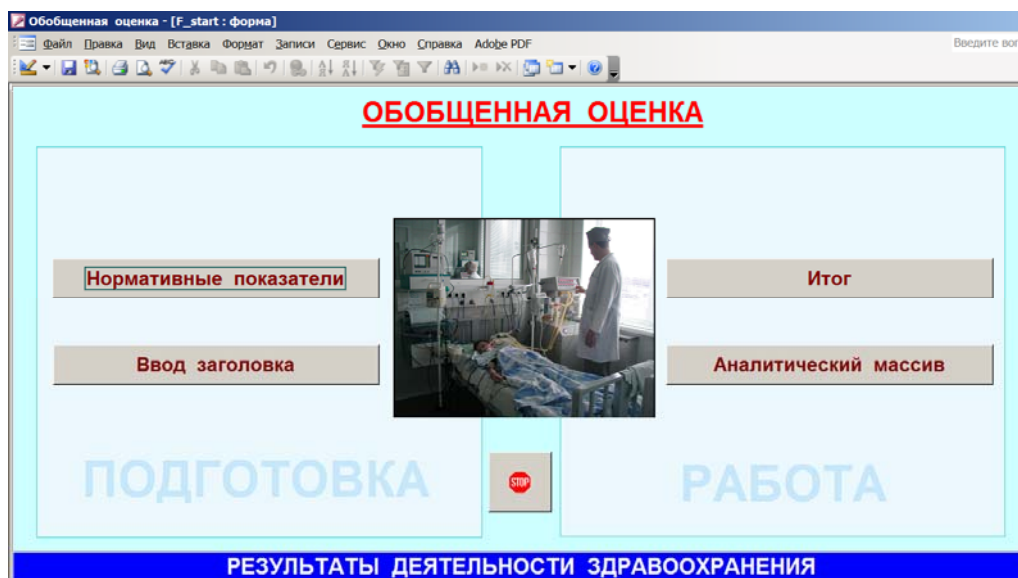 Обобщенная оценка - [F_start : форма]
Файл Правка Вид Вставка Формат Записи Сервис Окно Справка Adobe PDF
Введите во
ОБОБЩЕННАЯ ОЦЕНКА
Нормативные показатели
Итог
Ввод заголовка
Аналитический массив
ПОДГОТОВКА
STOP
РАБОТА
РЕЗУЛЬТАТЫ ДЕЯТЕЛЬНОСТИ ЗДРАВООХРАНЕНИЯ